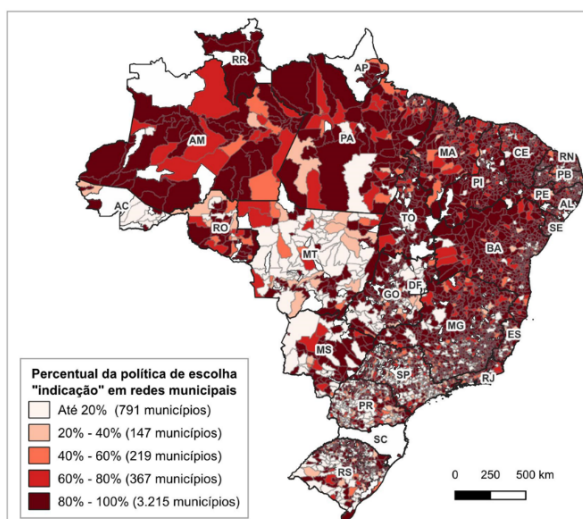 RR
AP
AM
PA
MA
CE
RN
PB
PI
PE
AL
SE
AC
TO
RO
BA
MT
DF
GO
MG
ES
MS
SP
RJ
PR
SC
RS
Percentual da política de escolha
"indicação" em redes municipais
Até 20% (791 municípios)
20% - 40% (147 municípios)
40% - 60% (219 municípios)
60% - 80% (367 municípios)
80% - 100% (3.215 municípios)
0 250 500 km